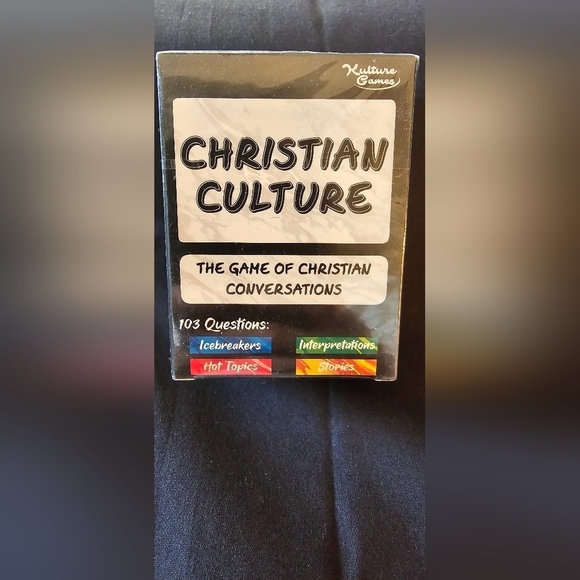 Kulture
Games
CHRISTIAN
CULTURE
THE GAME OF CHRISTIAN
CONVERSATIONS
103 Questions:
Icebreakers
Interpretations
Hot Topics
Stories